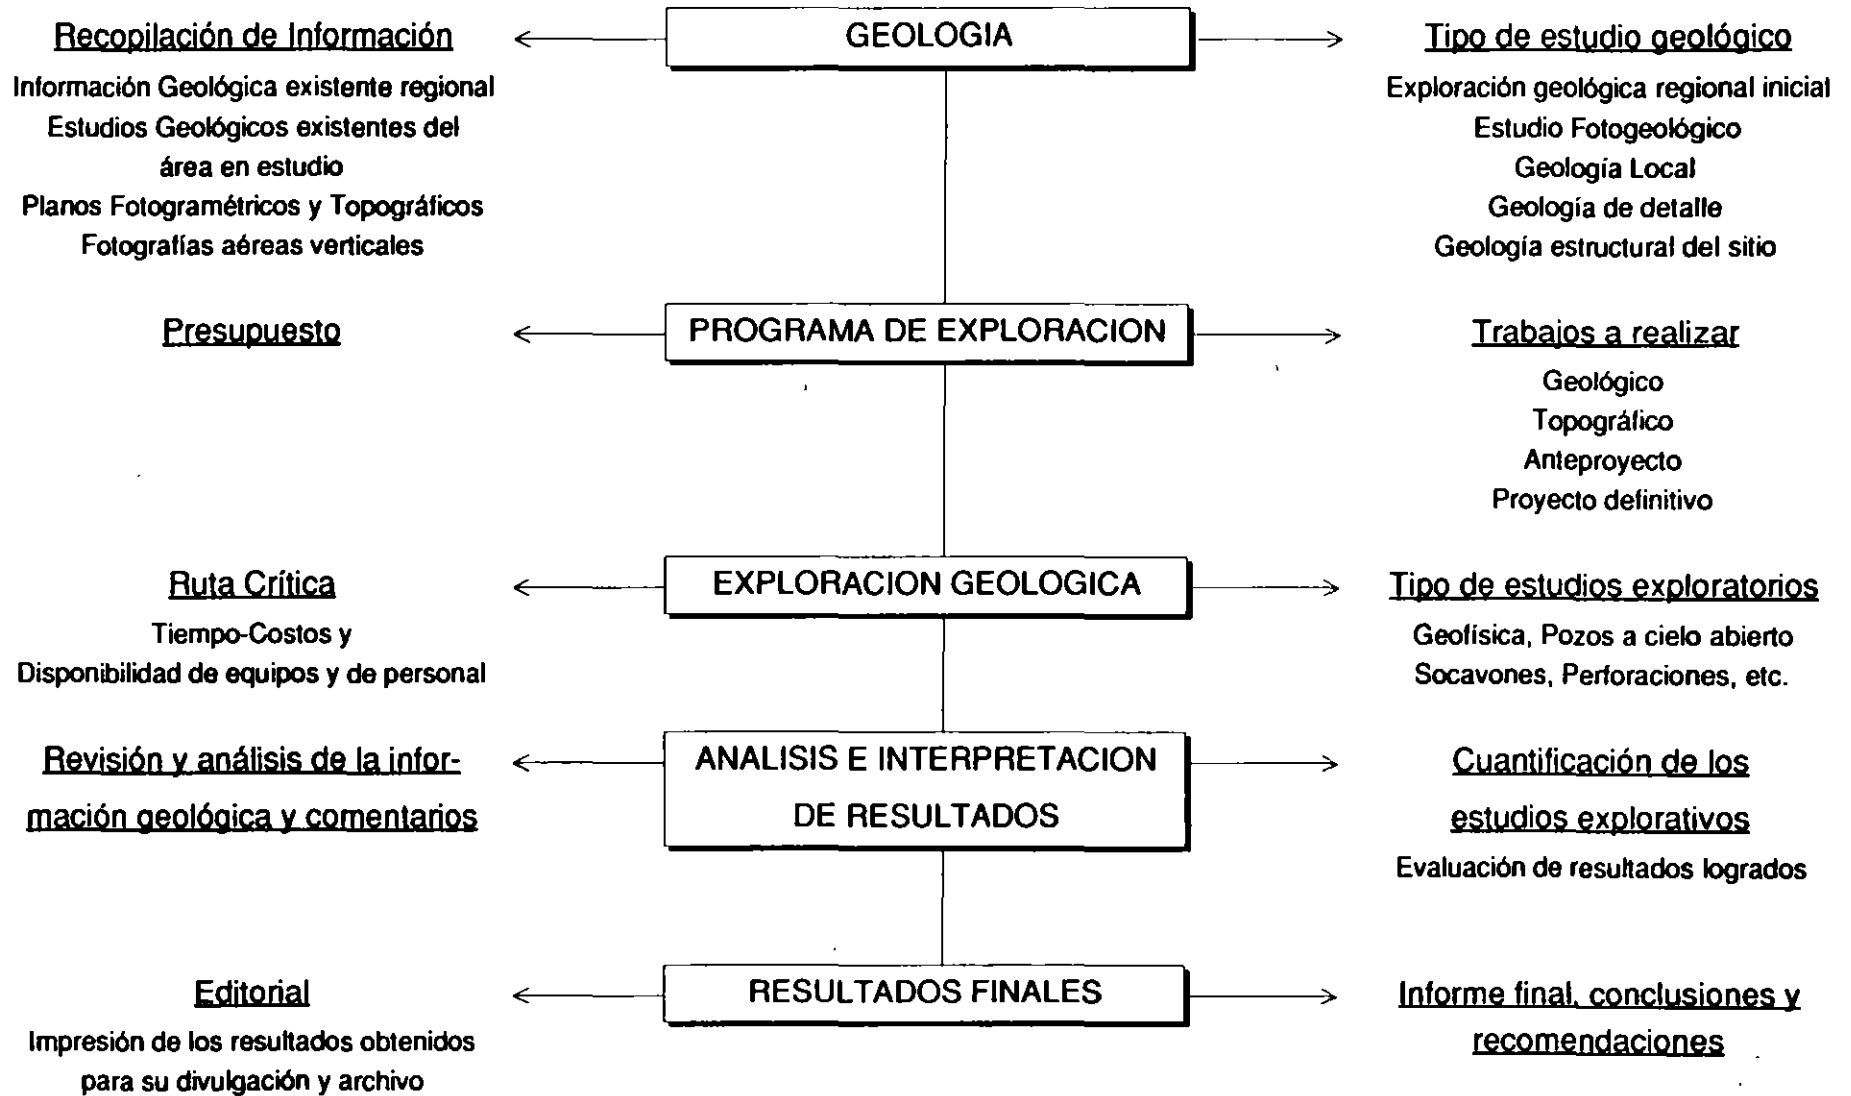 Recopilación de Información
GEOLOGIA
Tipo de estudio geológico
Información Geológica existente regional
Estudios Geológicos existentes del
área en estudio
Planos Fotogramétricos y Topográficos
Fotografías aéreas verticales
Exploración geológica regional inicial
Estudio Fotogeológico
Geología Local
Geología de detalle
Geología estructural del sitio
Presupuesto
PROGRAMA DE EXPLORACION
Trabajos a realizar
Geológico
Topográfico
Anteproyecto
Proyecto definitivo
Ruta Crítica
Tiempo-Costos y
Disponibilidad de equipos y de personal
EXPLORACION GEOLOGICA
Tipo de estudios exploratorios
Geofísica, Pozos a cielo abierto
Socavones, Perforaciones, etc.
Revisión y análisis de la infor-
mación geológica y comentarios
ANALISIS E INTERPRETACION
DE RESULTADOS
Cuantificación de los
estudios explorativos
Evaluación de resultados logrados
Editorial
Impresión de los resultados obtenidos
para su divulgación y archivo
RESULTADOS FINALES
Informe final, conclusiones y
recomendaciones